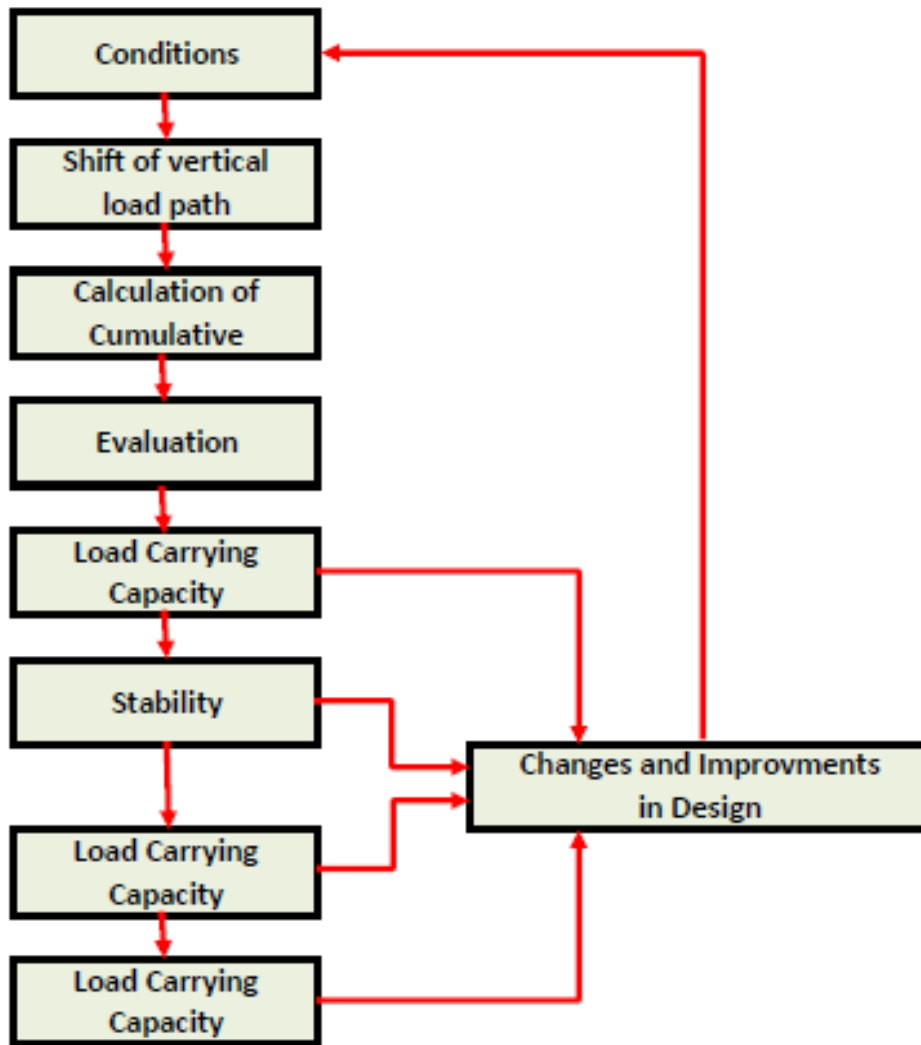 Conditions
Shift of vertical
load path
Calculation of
Cumulative
Evaluation
Load Carrying
Capacity
Stability
Changes and Improvments
in Design
Load Carrying
Capacity
Load Carrying
Capacity